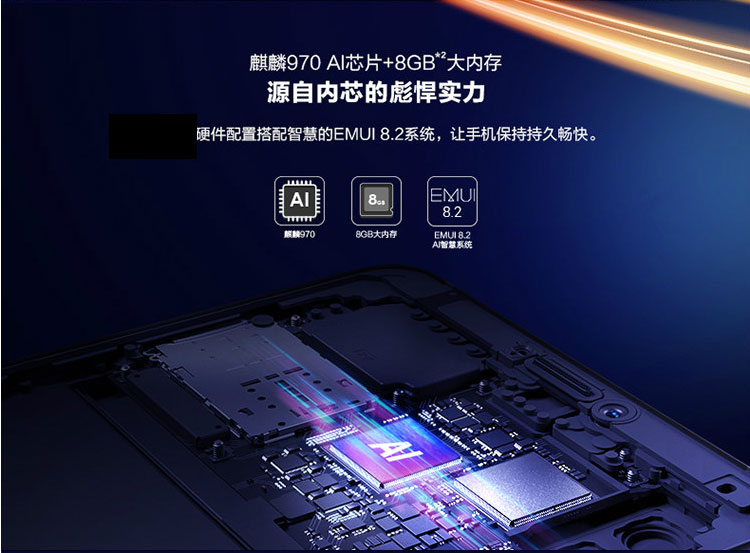 麒麟970 AI芯片+8GB*2大内存
源自内芯的彪悍实力
硬件配置搭配智慧的EMUI 8.2系统，让手机保持持久畅快。
AI
8GB
EMUI
8.2
麒麟970
8GB大内存
EMUI 8.2
AI智慧系统
AI